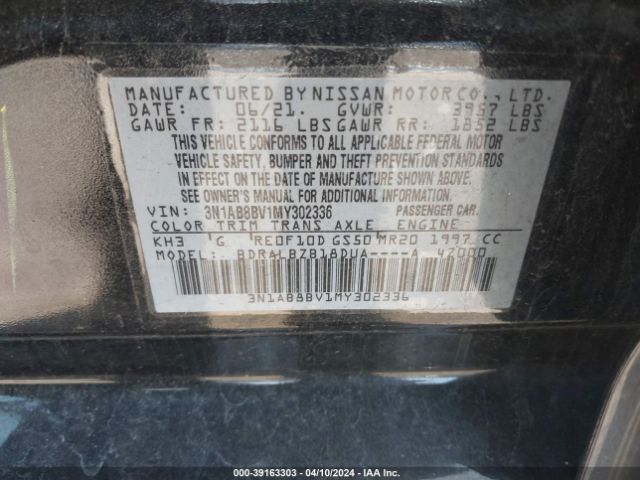 MANUFACTURED BY NISSAN MOTOR CO., LTD.
DATE: 06/21. GVWR: 3957 LBS
GAWR FR: 2116 LBS GAWR RR: 1852 LBS
THIS VEHICLE CONFORMS TO ALL APPLICABLE FEDERAL MOTOR
VEHICLE SAFETY, BUMPER AND THEFT PREVENTION STANDARDS
IN EFFECT ON THE DATE OF MANUFACTURE SHOWN ABOVE.
SEE OWNER'S MANUAL FOR ADDITIONAL INFORMATION.
VIN: 3N1AB8BV1MY302336 PASSENGER CAR.
COLOR TRIM TRANS AXLE ENGINE
KH3 G RE0F10D GS50 MR20 1997 CC
MODEL: BDRALBZB18DUA----A 47000
3N1AB8BV1MY302336
000-39163303 - 04/10/2024 - IAA Inc.